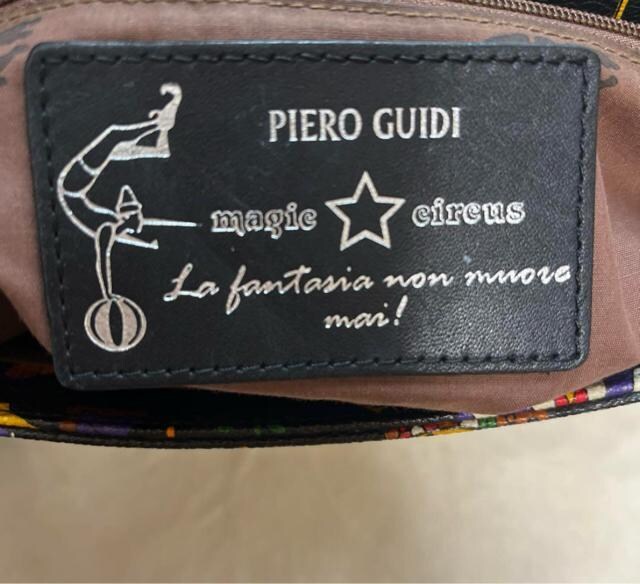 PIERO GUIDI
magic circus
La fantasia non muore
mai!